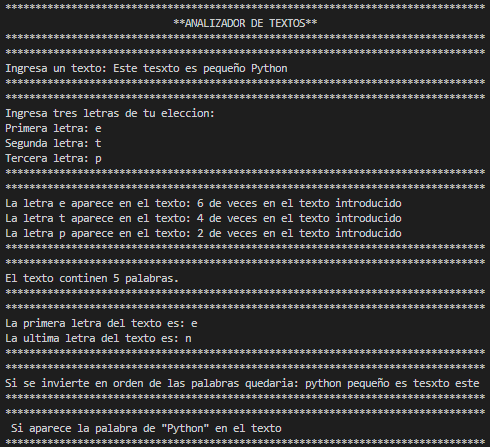 ********************************************************************************
**ANALIZADOR DE TEXTOS**
********************************************************************************
********************************************************************************
Ingresa un texto: Este tesxto es pequeño Python
********************************************************************************
********************************************************************************
Ingresa tres letras de tu eleccion:
Primera letra: e
Segunda letra: t
Tercera letra: p
********************************************************************************
********************************************************************************
La letra e aparece en el texto: 6 de veces en el texto introducido
La letra t aparece en el texto: 4 de veces en el texto introducido
La letra p aparece en el texto: 2 de veces en el texto introducido
********************************************************************************
********************************************************************************
El texto continen 5 palabras.
********************************************************************************
********************************************************************************
La primera letra del texto es: e
La ultima letra del texto es: n
********************************************************************************
********************************************************************************
Si se invierte en orden de las palabras quedaria: python pequeño es tesxto este
********************************************************************************
********************************************************************************
Si aparece la palabra de "Python" en el texto
********************************************************************************